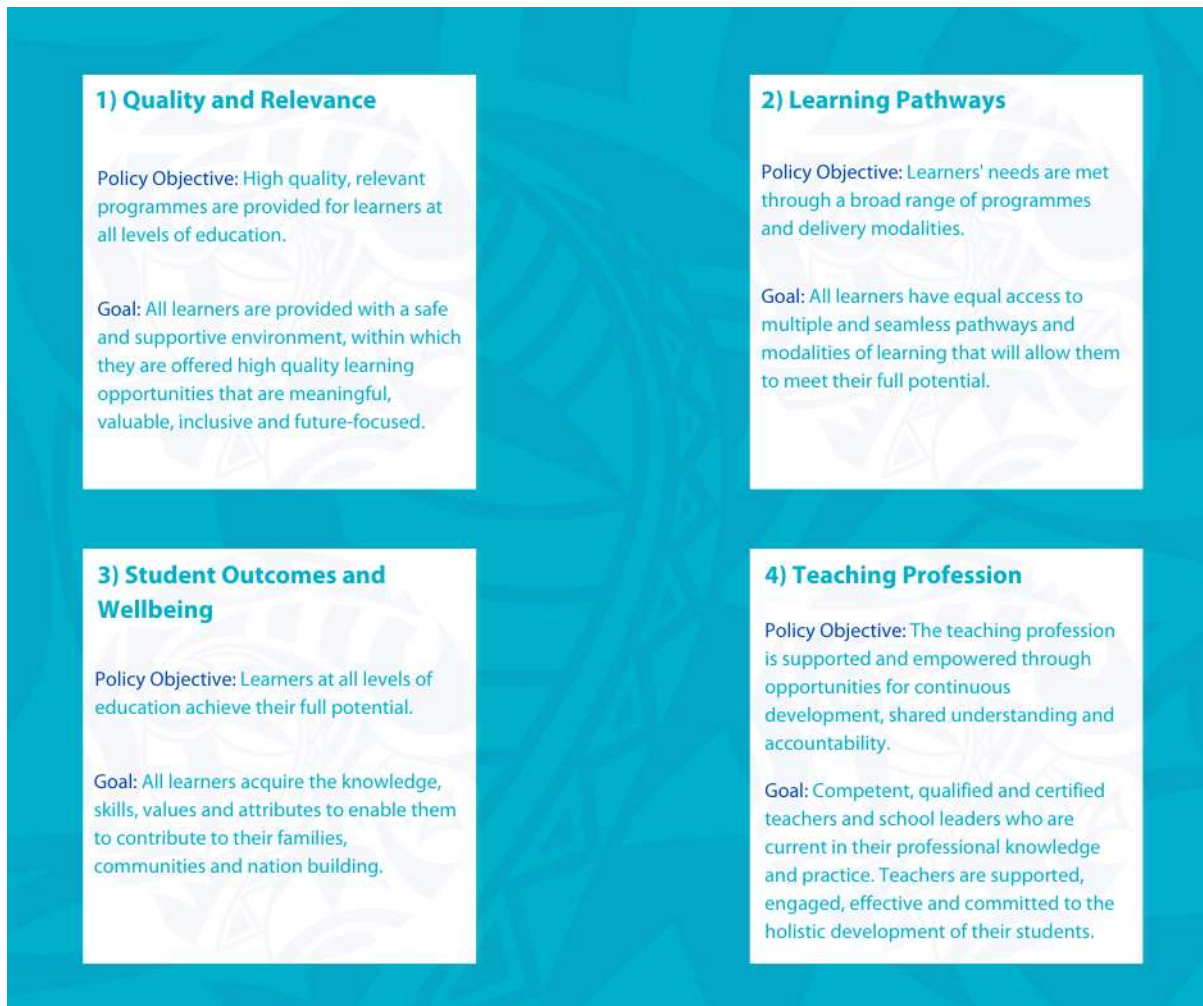 1) Quality and Relevance
Policy Objective: High quality, relevant
programmes are provided for learners at
all levels of education.
Goal: All learners are provided with a safe
and supportive environment, within which
they are offered high quality learning
opportunities that are meaningful,
valuable, inclusive and future-focused.
2) Learning Pathways
Policy Objective: Learners' needs are met
through a broad range of programmes
and delivery modalities.
Goal: All learners have equal access to
multiple and seamless pathways and
modalities of learning that will allow them
to meet their full potential.
3) Student Outcomes and
Wellbeing
Policy Objective: Learners at all levels of
education achieve their full potential.
Goal: All learners acquire the knowledge,
skills, values and attributes to enable them
to contribute to their families,
communities and nation building.
4) Teaching Profession
Policy Objective: The teaching profession
is supported and empowered through
opportunities for continuous
development, shared understanding and
accountability.
Goal: Competent, qualified and certified
teachers and school leaders who are
current in their professional knowledge
and practice. Teachers are supported,
engaged, effective and committed to the
holistic development of their students.